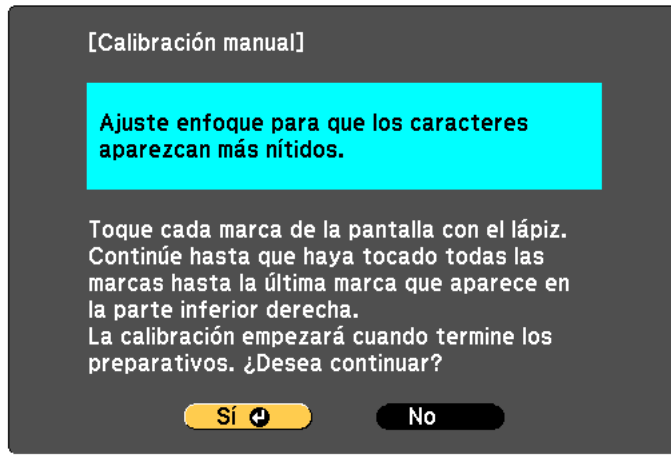 [Calibración manual]
Ajuste enfoque para que los caracteres
aparezcan más nítidos.
Toque cada marca de la pantalla con el lápiz.
Continúe hasta que haya tocado todas las
marcas hasta la última marca que aparece en
la parte inferior derecha.
La calibración empezará cuando termine los
preparativos. ¿Desea continuar?
Sí No